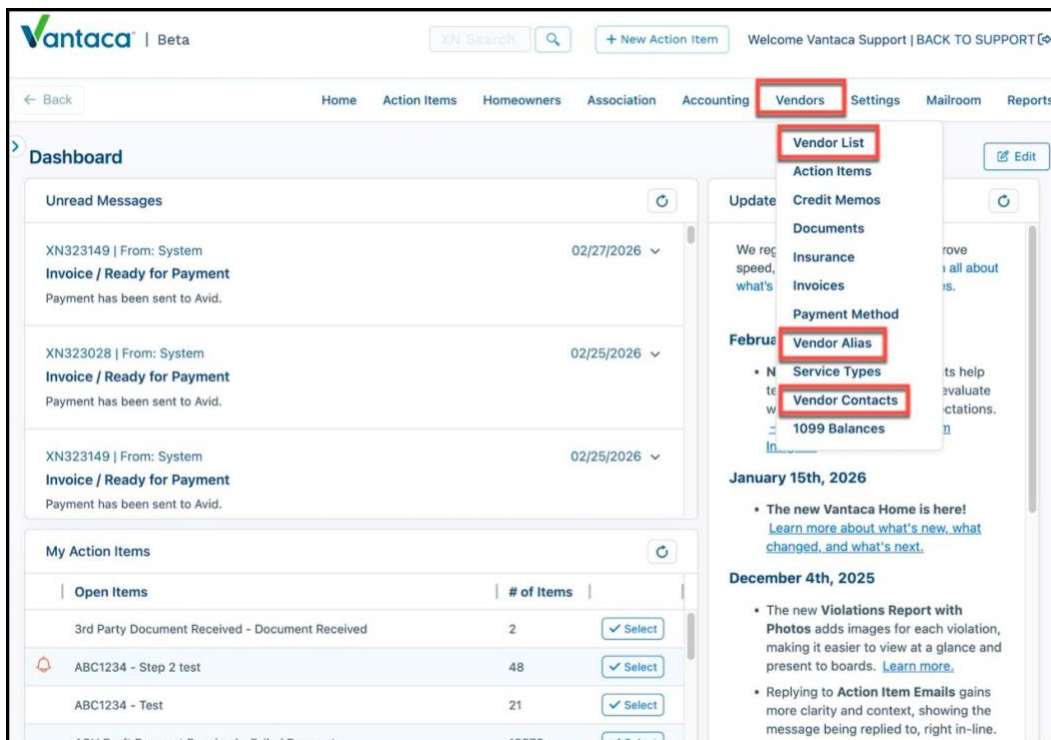 Vantaca | Beta
XN Search
+ New Action Item
Welcome Vantaca Support | BACK TO SUPPORT
← Back
Home Action Items Homeowners Association Accounting Vendors Settings Mailroom Reports
Dashboard
Edit
Vendor List
Action Items
Credit Memos
Documents
Insurance
Invoices
Payment Method
Vendor Alias
Service Types
Vendor Contacts
1099 Balances
Unread Messages
XN323149 | From: System 02/27/2026
Invoice / Ready for Payment
Payment has been sent to Avid.
XN323028 | From: System 02/25/2026
Invoice / Ready for Payment
Payment has been sent to Avid.
XN323149 | From: System 02/25/2026
Invoice / Ready for Payment
Payment has been sent to Avid.
My Action Items
Open Items # of Items
3rd Party Document Received - Document Received 2 Select
ABC1234 - Step 2 test 48 Select
ABC1234 - Test 21 Select
We
speed, all about
what's
help
evaluate
January 15th, 2026
• The new Vantaca Home is here!
Learn more about what's new, what
changed, and what's next.
December 4th, 2025
• The new Violations Report with
Photos adds images for each violation,
making it easier to view at a glance and
present to boards. Learn more.
• Replying to Action Item Emails gains
more clarity and context, showing the
message being replied to, right in-line.